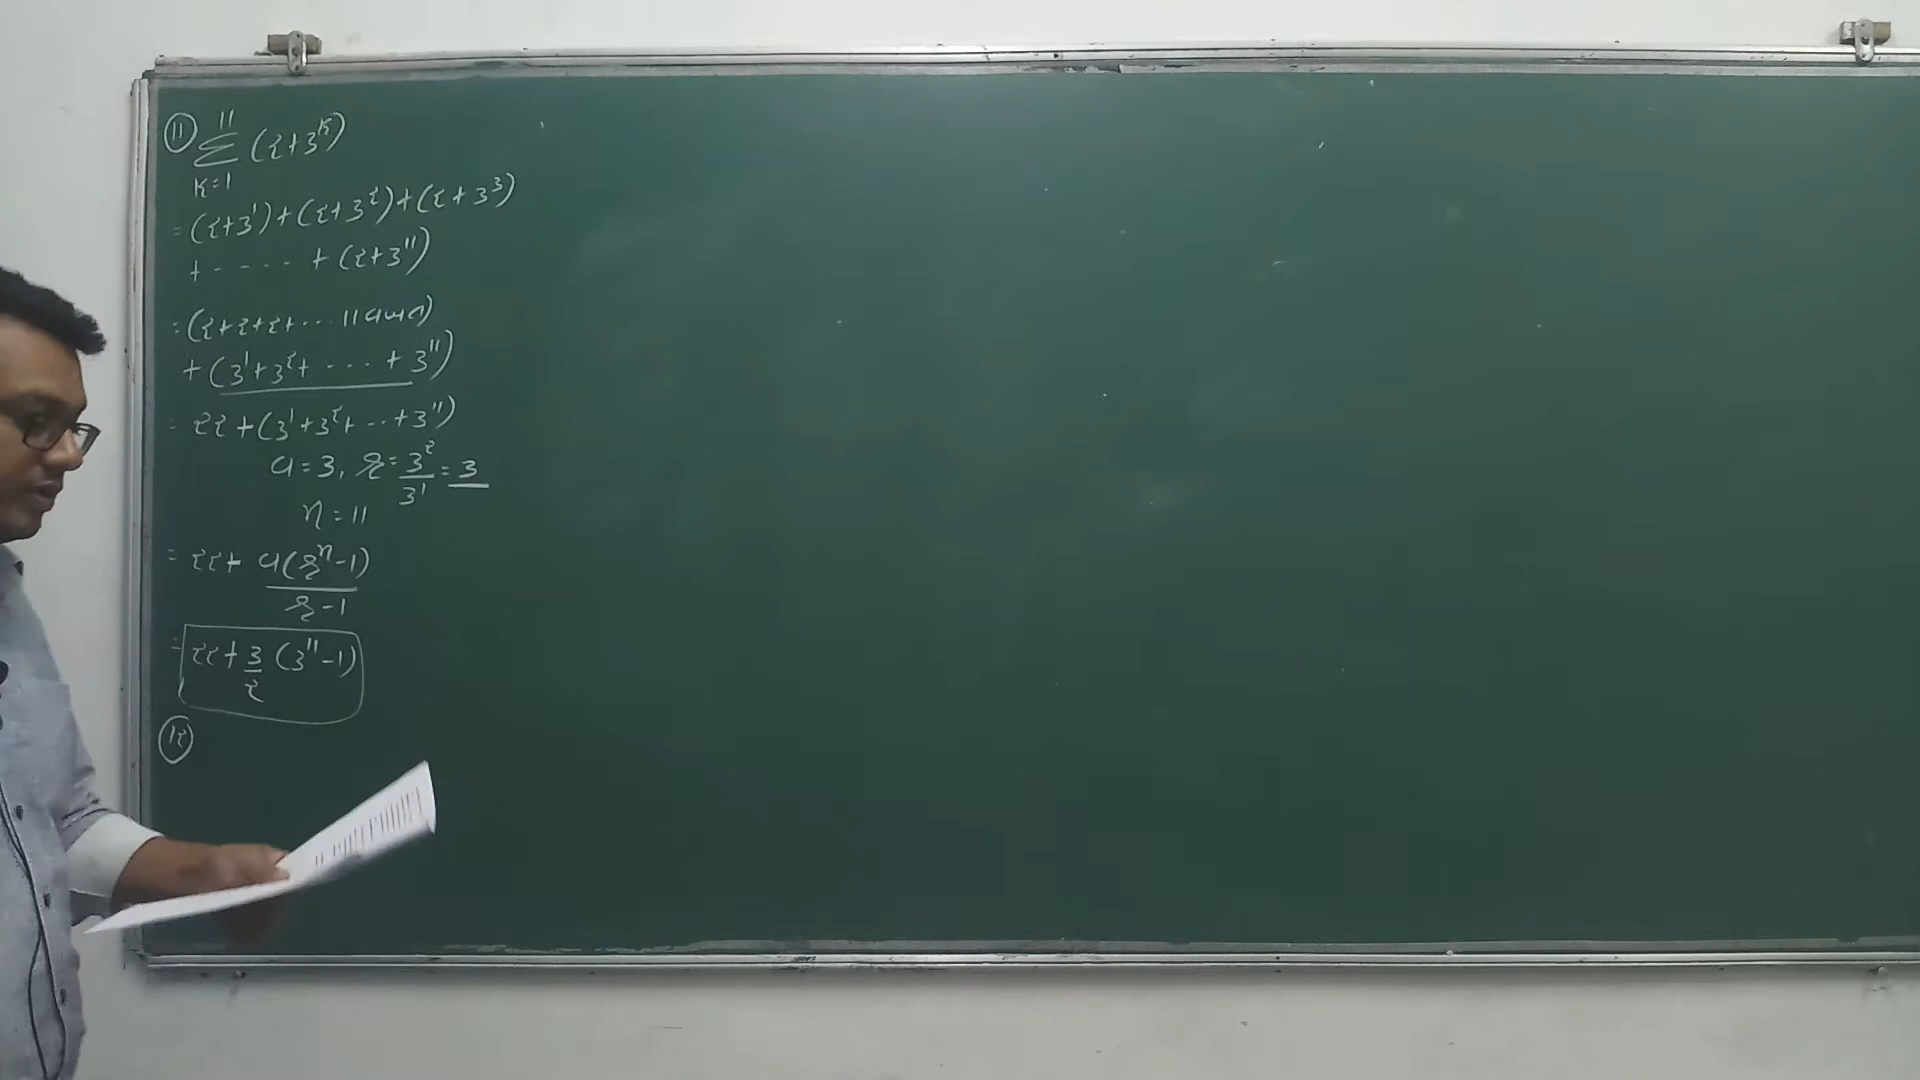 ⑪ 11
∑ (2+3^k)
k=1
= (2+3¹)+(2+3²)+(2+3³)
+ ----- + (2+3¹¹)
= (2+2+2+... 11 વખત)
+ (3¹+3²+ .... + 3¹¹)
= 22 + (3¹+3²+...+3¹¹)
a = 3, r = 3²/3¹ = 3
n = 11
= 22 + a(rⁿ-1)/r-1
= 22 + 3/2 (3¹¹-1)
⑫